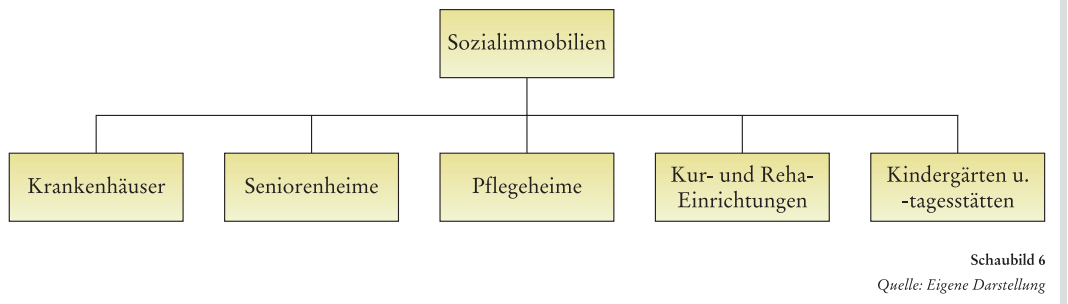 Sozialimmobilien
Krankenhäuser
Seniorenheime
Pflegeheime
Kur- und Reha-
Einrichtungen
Kindergärten u.
-tagesstätten
Schaubild 6
Quelle: Eigene Darstellung